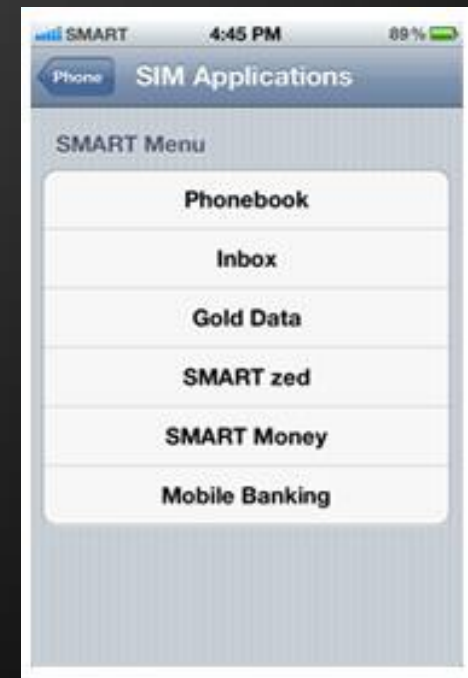 SMART 4:45 PM 89%
Phone SIM Applications
SMART Menu
Phonebook
Inbox
Gold Data
SMART zed
SMART Money
Mobile Banking